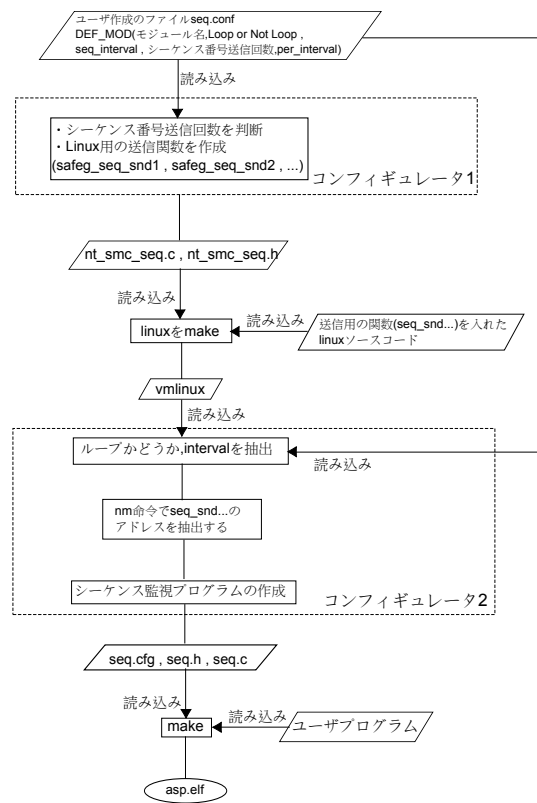 ユーザ作成のファイルseq.conf
DEF_MOD(モジュール名,Loop or Not Loop ,
seq_interval , シーケンス番号送信回数,per_interval)
読み込み
・シーケンス番号送信回数を判断
・Linux用の送信関数を作成
(safeg_seq_snd1 , safeg_seq_snd2 , ...)
コンフィギュレータ1
nt_smc_seq.c , nt_smc_seq.h
読み込み
linuxをmake
読み込み
送信用の関数(seq_snd...)を入れた
linuxソースコード
vmlinux
読み込み
ループかどうか,intervalを抽出
読み込み
nm命令でseq_snd...の
アドレスを抽出する
シーケンス監視プログラムの作成
コンフィギュレータ2
seq.cfg , seq.h , seq.c
読み込み
make
読み込み
ユーザプログラム
asp.elf